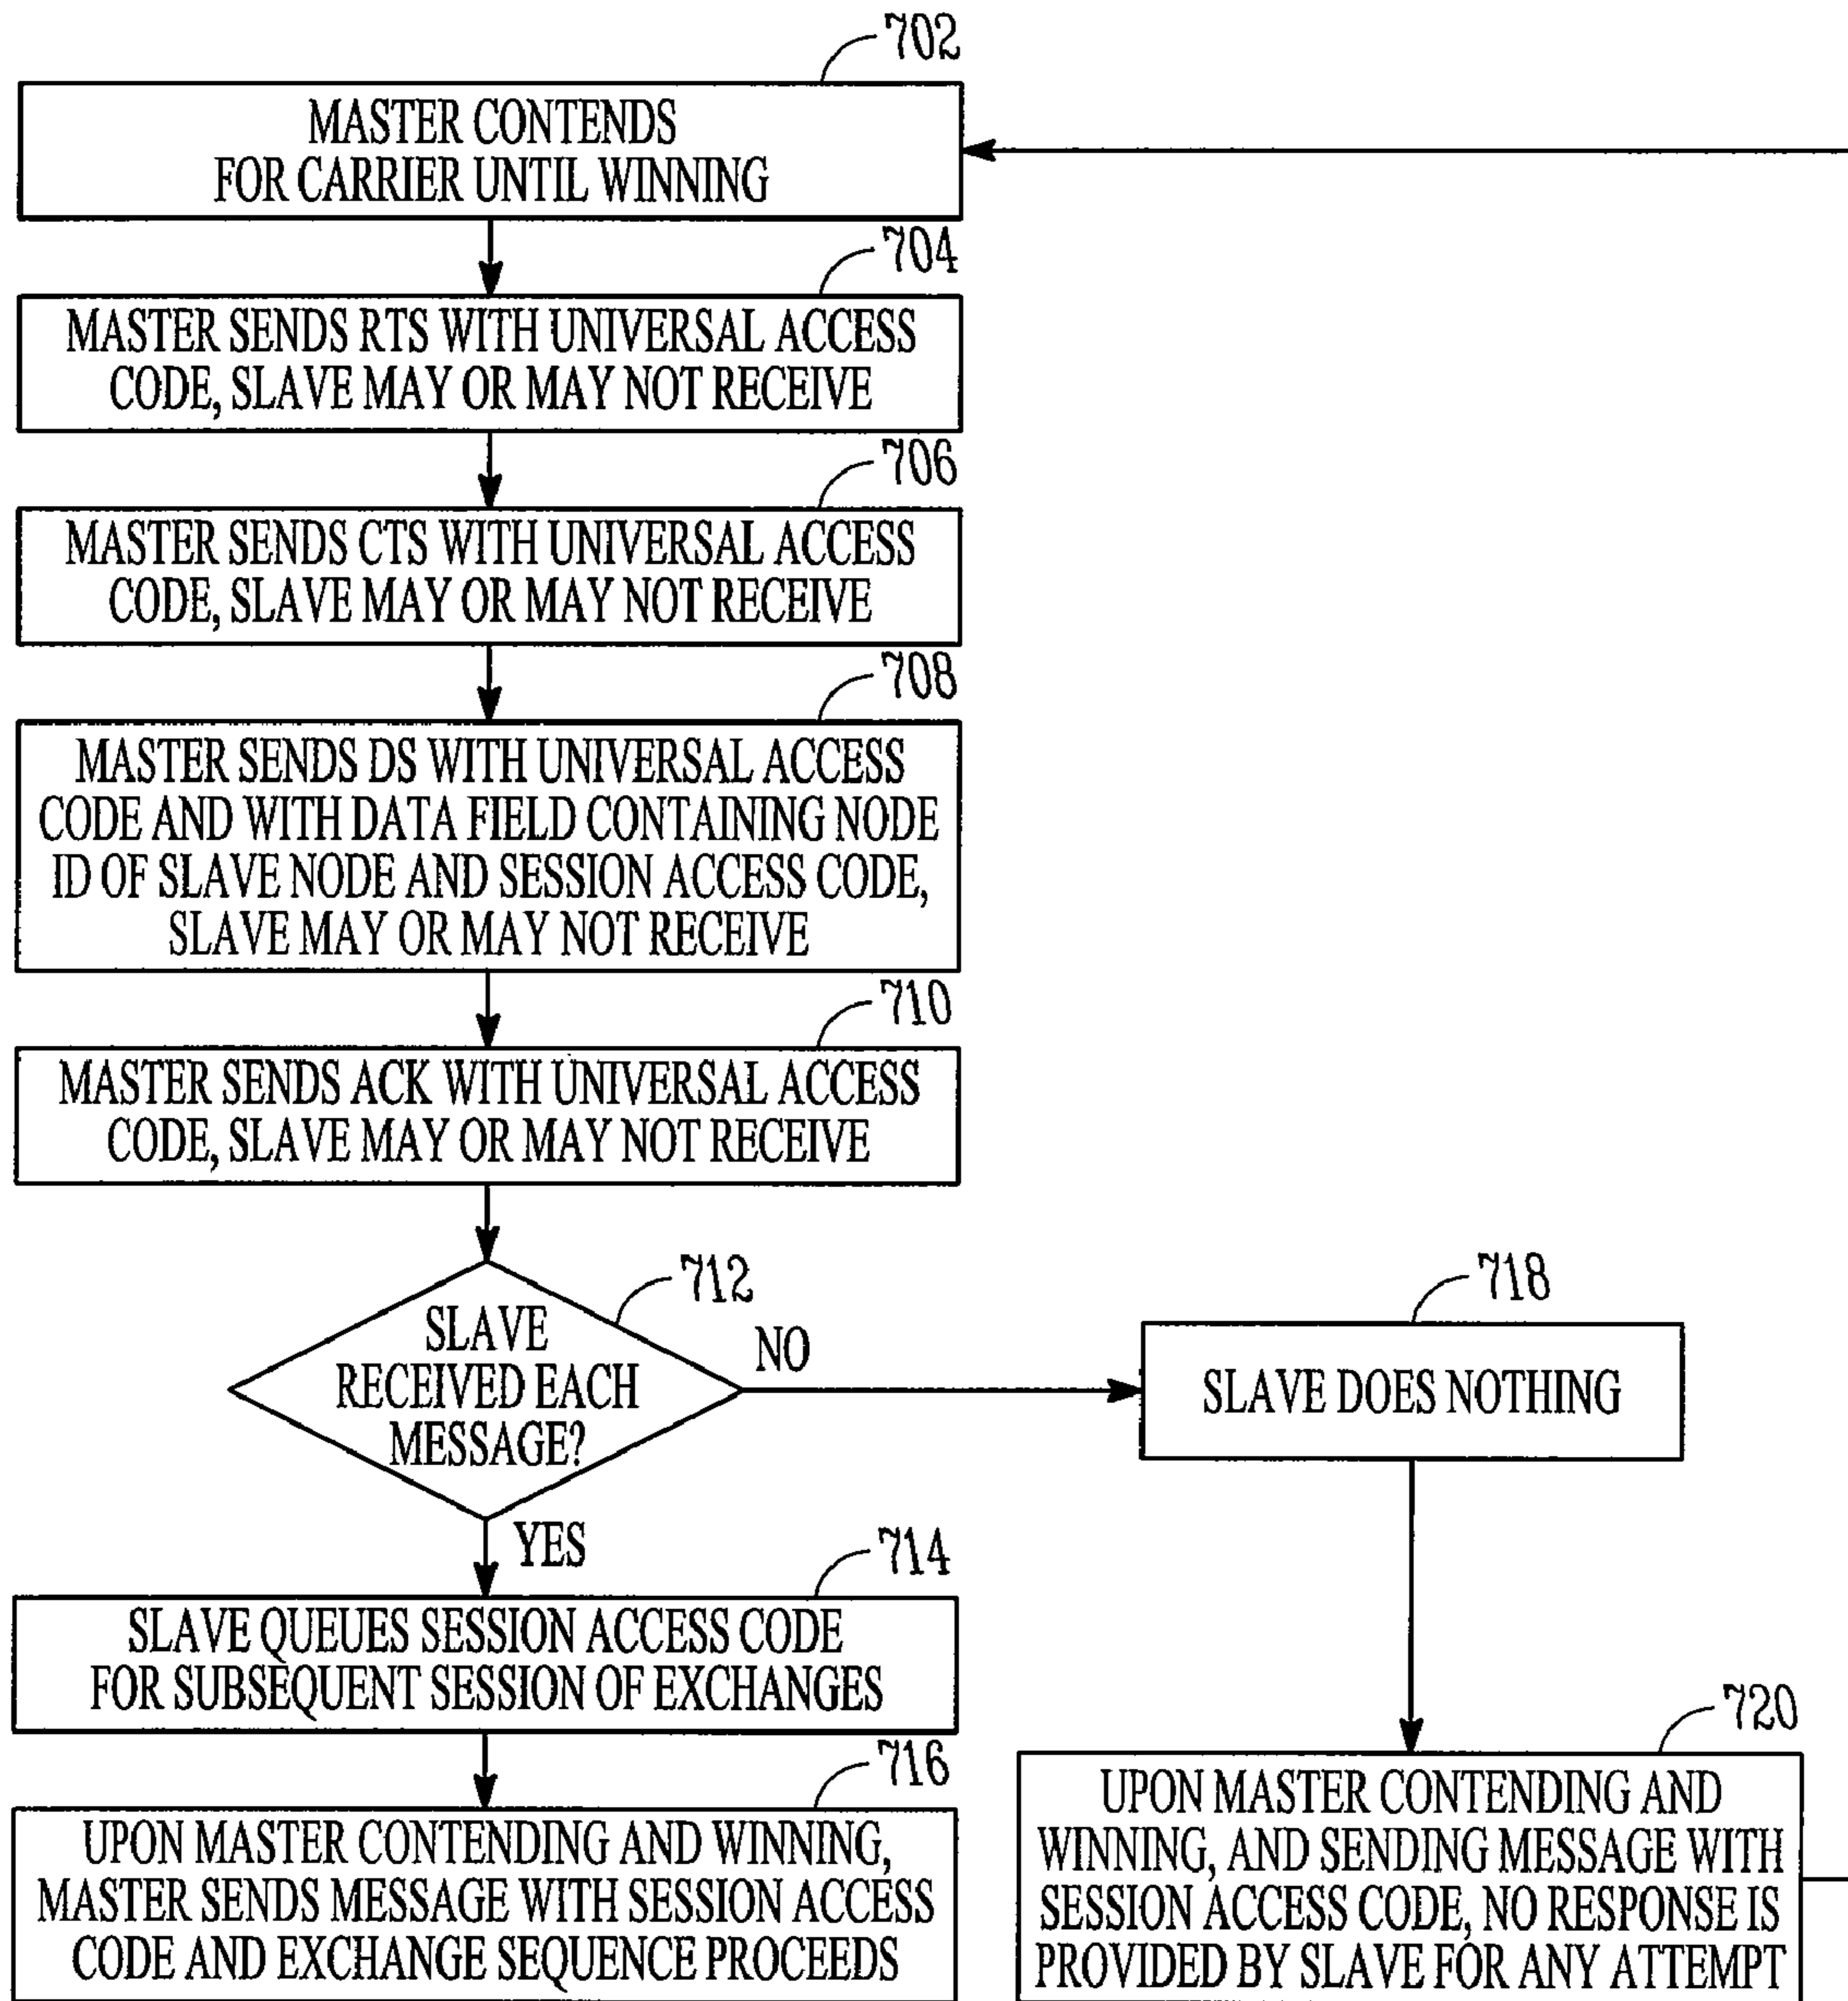 702
MASTER CONTENDS
FOR CARRIER UNTIL WINNING
704
MASTER SENDS RTS WITH UNIVERSAL ACCESS
CODE, SLAVE MAY OR MAY NOT RECEIVE
706
MASTER SENDS CTS WITH UNIVERSAL ACCESS
CODE, SLAVE MAY OR MAY NOT RECEIVE
708
MASTER SENDS DS WITH UNIVERSAL ACCESS
CODE AND WITH DATA FIELD CONTAINING NODE
ID OF SLAVE NODE AND SESSION ACCESS CODE,
SLAVE MAY OR MAY NOT RECEIVE
710
MASTER SENDS ACK WITH UNIVERSAL ACCESS
CODE, SLAVE MAY OR MAY NOT RECEIVE
712
SLAVE
RECEIVED EACH
MESSAGE?
NO
718
SLAVE DOES NOTHING
YES
714
SLAVE QUEUES SESSION ACCESS CODE
FOR SUBSEQUENT SESSION OF EXCHANGES
716
UPON MASTER CONTENDING AND WINNING,
MASTER SENDS MESSAGE WITH SESSION ACCESS
CODE AND EXCHANGE SEQUENCE PROCEEDS
720
UPON MASTER CONTENDING AND
WINNING, AND SENDING MESSAGE WITH
SESSION ACCESS CODE, NO RESPONSE IS
PROVIDED BY SLAVE FOR ANY ATTEMPT